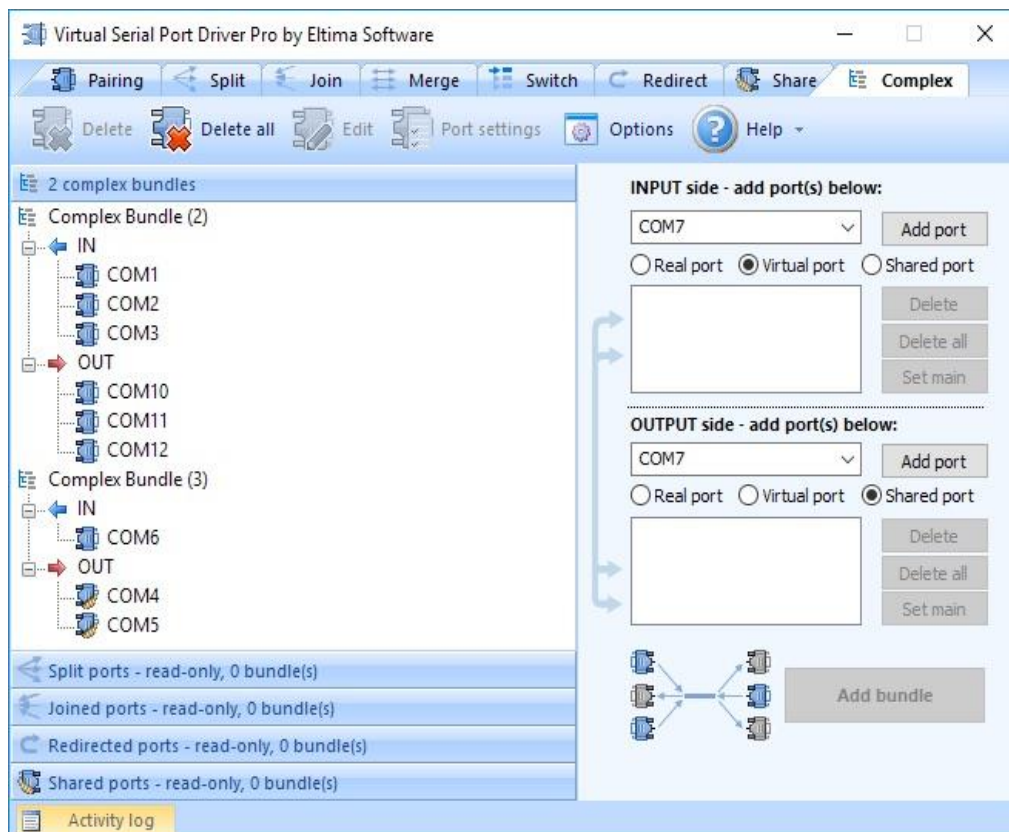 Virtual Serial Port Driver Pro by Eltima Software
Pairing Split Join Merge Switch Redirect Share Complex
Delete Delete all Edit Port settings Options Help
2 complex bundles
Complex Bundle (2)
IN
COM1
COM2
COM3
OUT
COM10
COM11
COM12
Complex Bundle (3)
IN
COM6
OUT
COM4
COM5
Split ports - read-only, 0 bundle(s)
Joined ports - read-only, 0 bundle(s)
Redirected ports - read-only, 0 bundle(s)
Shared ports - read-only, 0 bundle(s)
Activity log
INPUT side - add port(s) below:
COM7 Add port
Real port Virtual port Shared port
Delete
Delete all
Set main
OUTPUT side - add port(s) below:
COM7 Add port
Real port Virtual port Shared port
Delete
Delete all
Set main
Add bundle